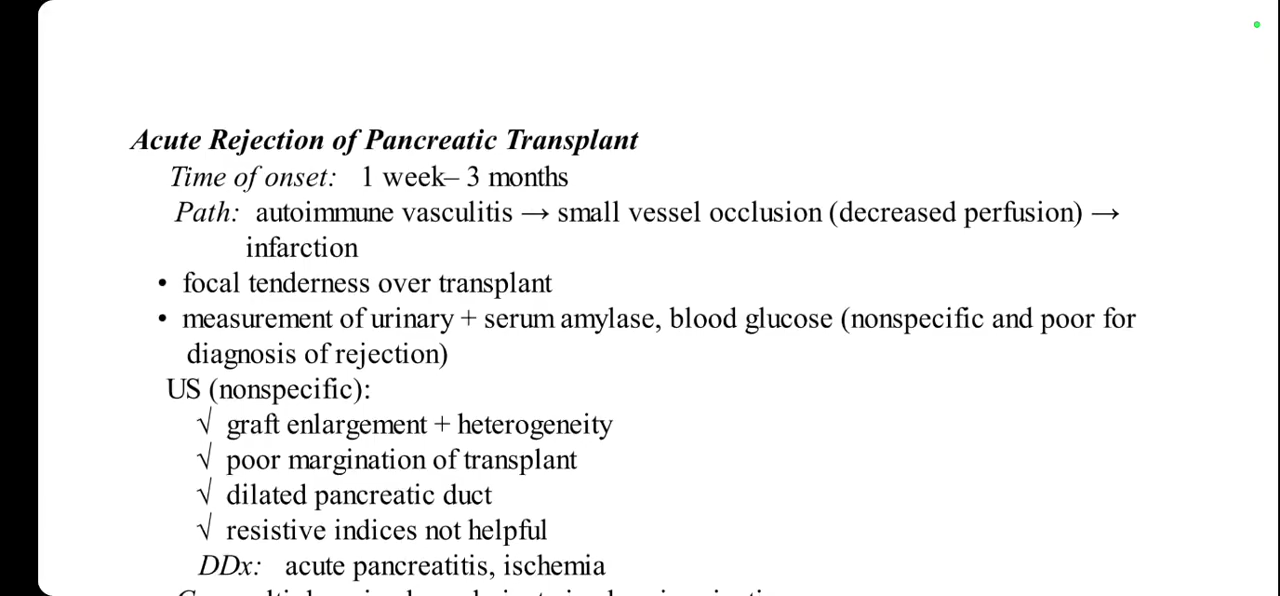 Acute Rejection of Pancreatic Transplant
Time of onset: 1 week– 3 months
Path: autoimmune vasculitis → small vessel occlusion (decreased perfusion) →
infarction
• focal tenderness over transplant
• measurement of urinary + serum amylase, blood glucose (nonspecific and poor for
diagnosis of rejection)
US (nonspecific):
√ graft enlargement + heterogeneity
√ poor margination of transplant
√ dilated pancreatic duct
√ resistive indices not helpful
DDx: acute pancreatitis, ischemia